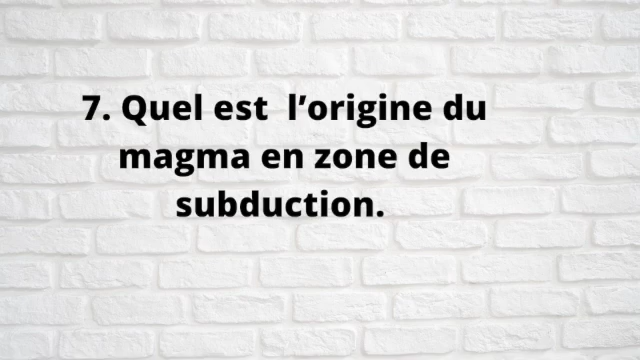 7. Quel est  l’origine du
magma en zone de
subduction.